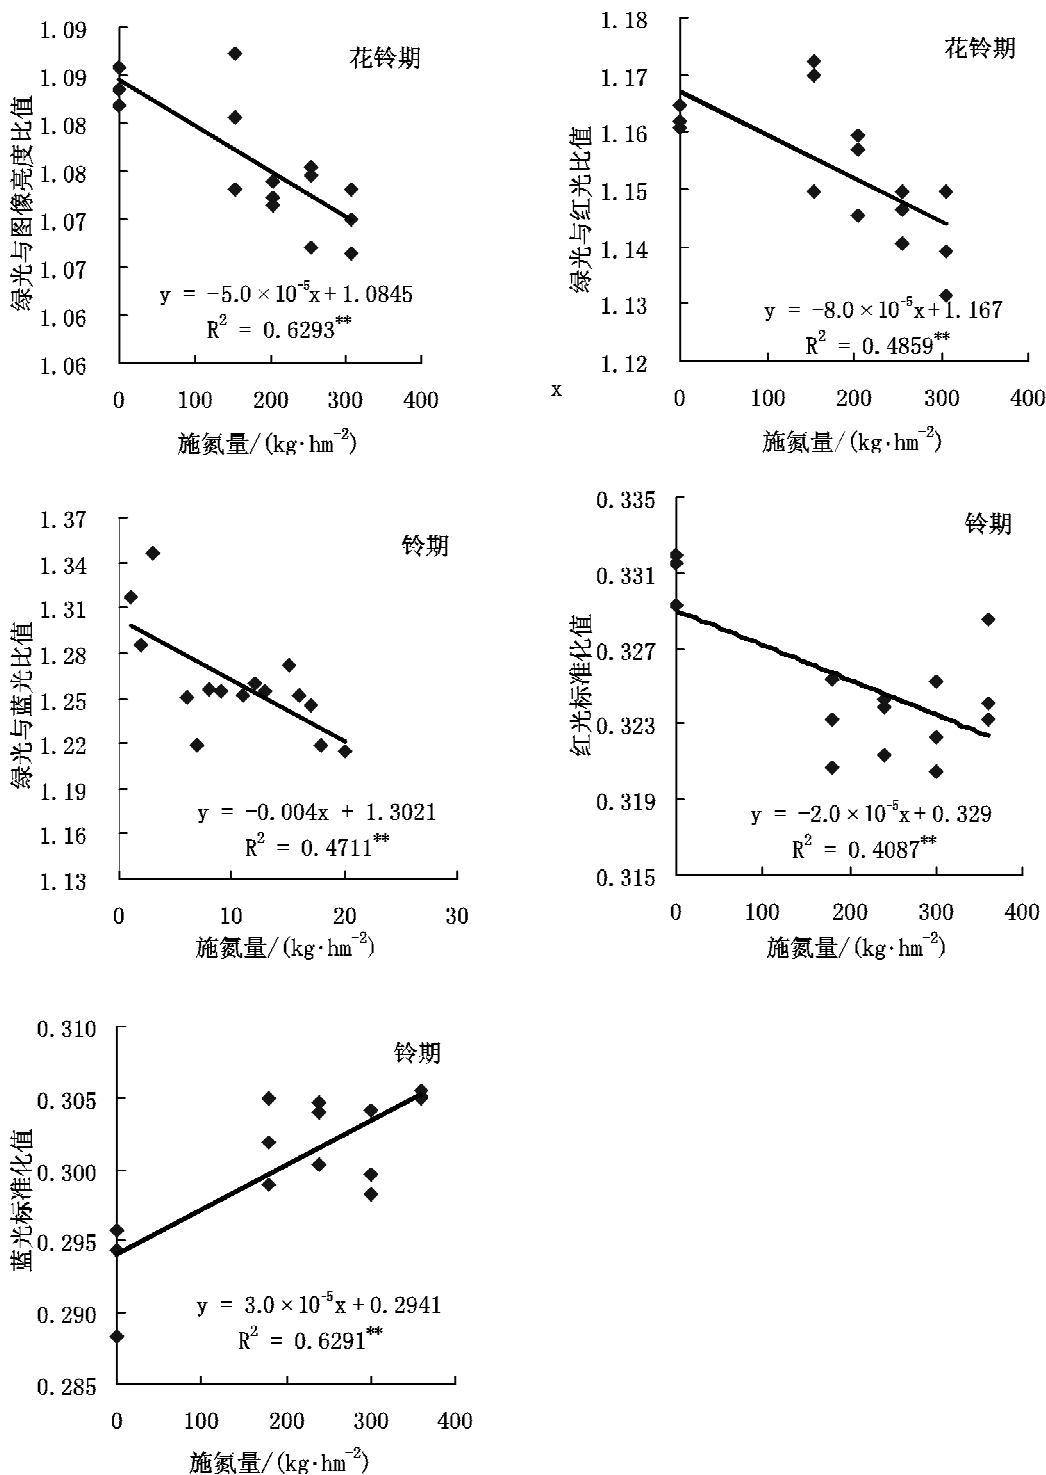 花铃期
绿光与图像亮度比值
1.09
1.09
1.08
1.08
1.07
1.07
1.06
1.06
y = -5.0×10⁻⁵x+1.0845
R² = 0.6293**
0 100 200 300 400
施氮量/(kg·hm⁻²)
花铃期
绿光与红光比值
1.18
1.17
1.16
1.15
1.14
1.13
1.12
y = -8.0×10⁻⁵x+1.167
R² = 0.4859**
x
0 100 200 300 400
施氮量/(kg·hm⁻²)
铃期
绿光与蓝光比值
1.37
1.34
1.31
1.28
1.25
1.22
1.19
1.16
1.13
y = -0.004x + 1.3021
R² = 0.4711**
0 10 20 30
施氮量/(kg·hm⁻²)
铃期
红光标准化值
0.335
0.331
0.327
0.323
0.319
0.315
y = -2.0×10⁻⁵x+0.329
R² = 0.4087**
0 100 200 300 400
施氮量/(kg·hm⁻²)
铃期
蓝光标准化值
0.310
0.305
0.300
0.295
0.290
0.285
y = 3.0×10⁻⁵x+0.2941
R² = 0.6291**
0 100 200 300 400
施氮量/(kg·hm⁻²)